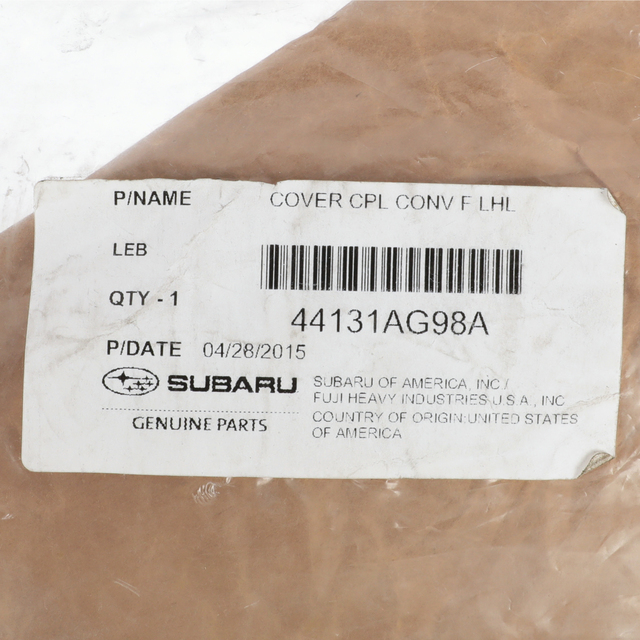 P/NAME COVER CPL CONV F LHL
LEB
QTY - 1
44131AG98A
P/DATE 04/28/2015
SUBARU
GENUINE PARTS
SUBARU OF AMERICA, INC /
FUJI HEAVY INDUSTRIES U.S.A., INC
COUNTRY OF ORIGIN:UNITED STATES
OF AMERICA